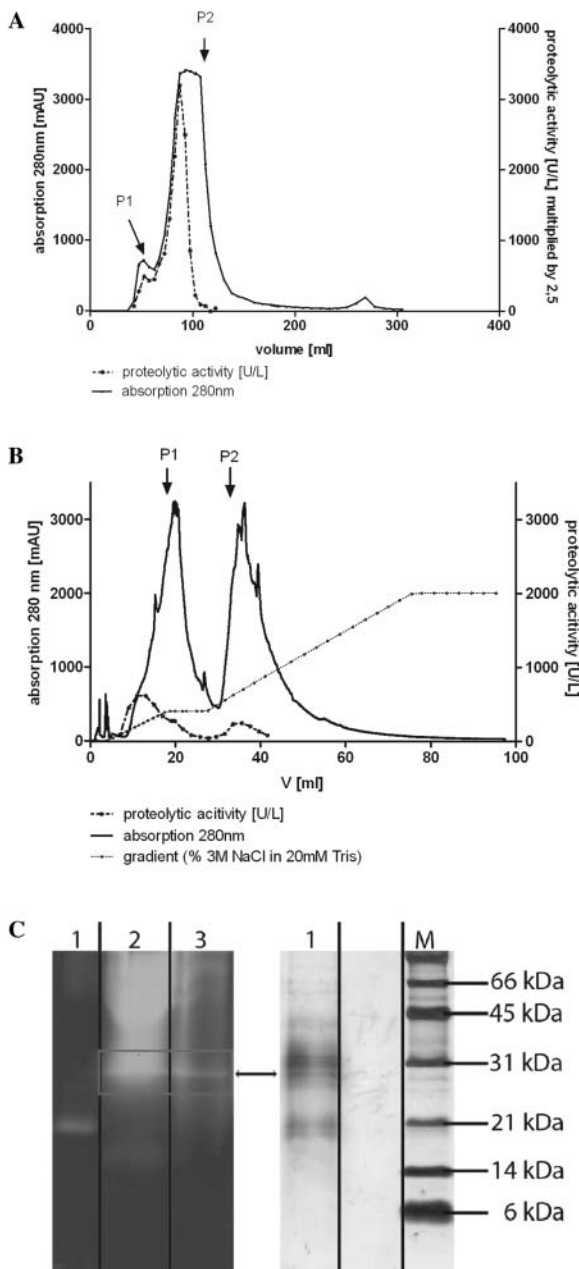 A
P2
4000
4000
3000
3000
2000
2000
P1
1000
1000
0
0
0
100
200
300
400
absorption 280nm [mAU]
proteolytic activity [U/L] multiplied by 2,5
volume [ml]
proteolytic activity [U/L]
absorption 280nm
B
P1
P2
3000
3000
2000
2000
1000
1000
0
0
0
20
40
60
80
100
absorption 280 nm [mAU]
proteolytic acitivity [U/L]
V [ml]
proteolytic acitivity [U/L]
absorption 280nm
gradient (% 3M NaCl in 20mM Tris)
C
1 2 3
1 M
66 kDa
45 kDa
31 kDa
21 kDa
14 kDa
6 kDa